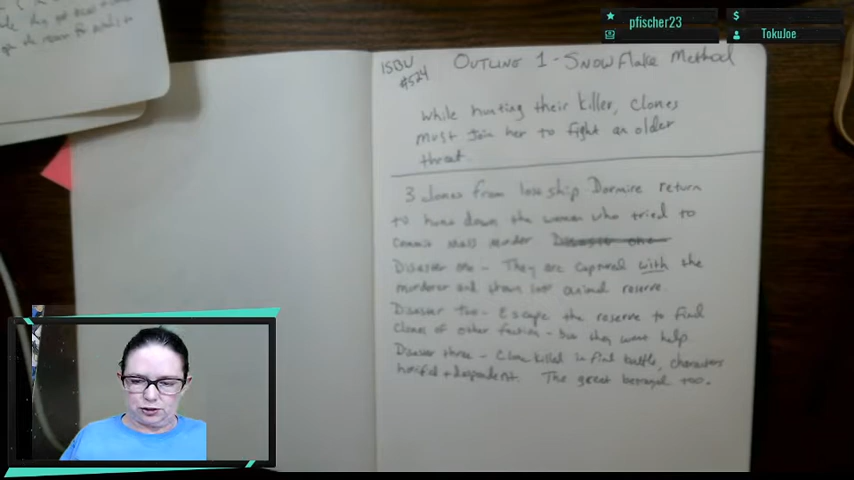 pfischer23
TokuJoe
ISBU
#524
OUTLINE 1 - SNOWFLAKE METHOD
While hunting their killer, clones
must join her to fight an older
threat.
3 clones from lose ship Dormire return
to hunt down the woman who tried to
commit mass murder
Disaster one - They are captured with the
murderer and shown animal reserve.
Disaster two - Escape the reserve to find
clones of other faction - but they want help
Disaster three - Clone killed in final battle, characters
horrified + despondent. The great betrayal too.